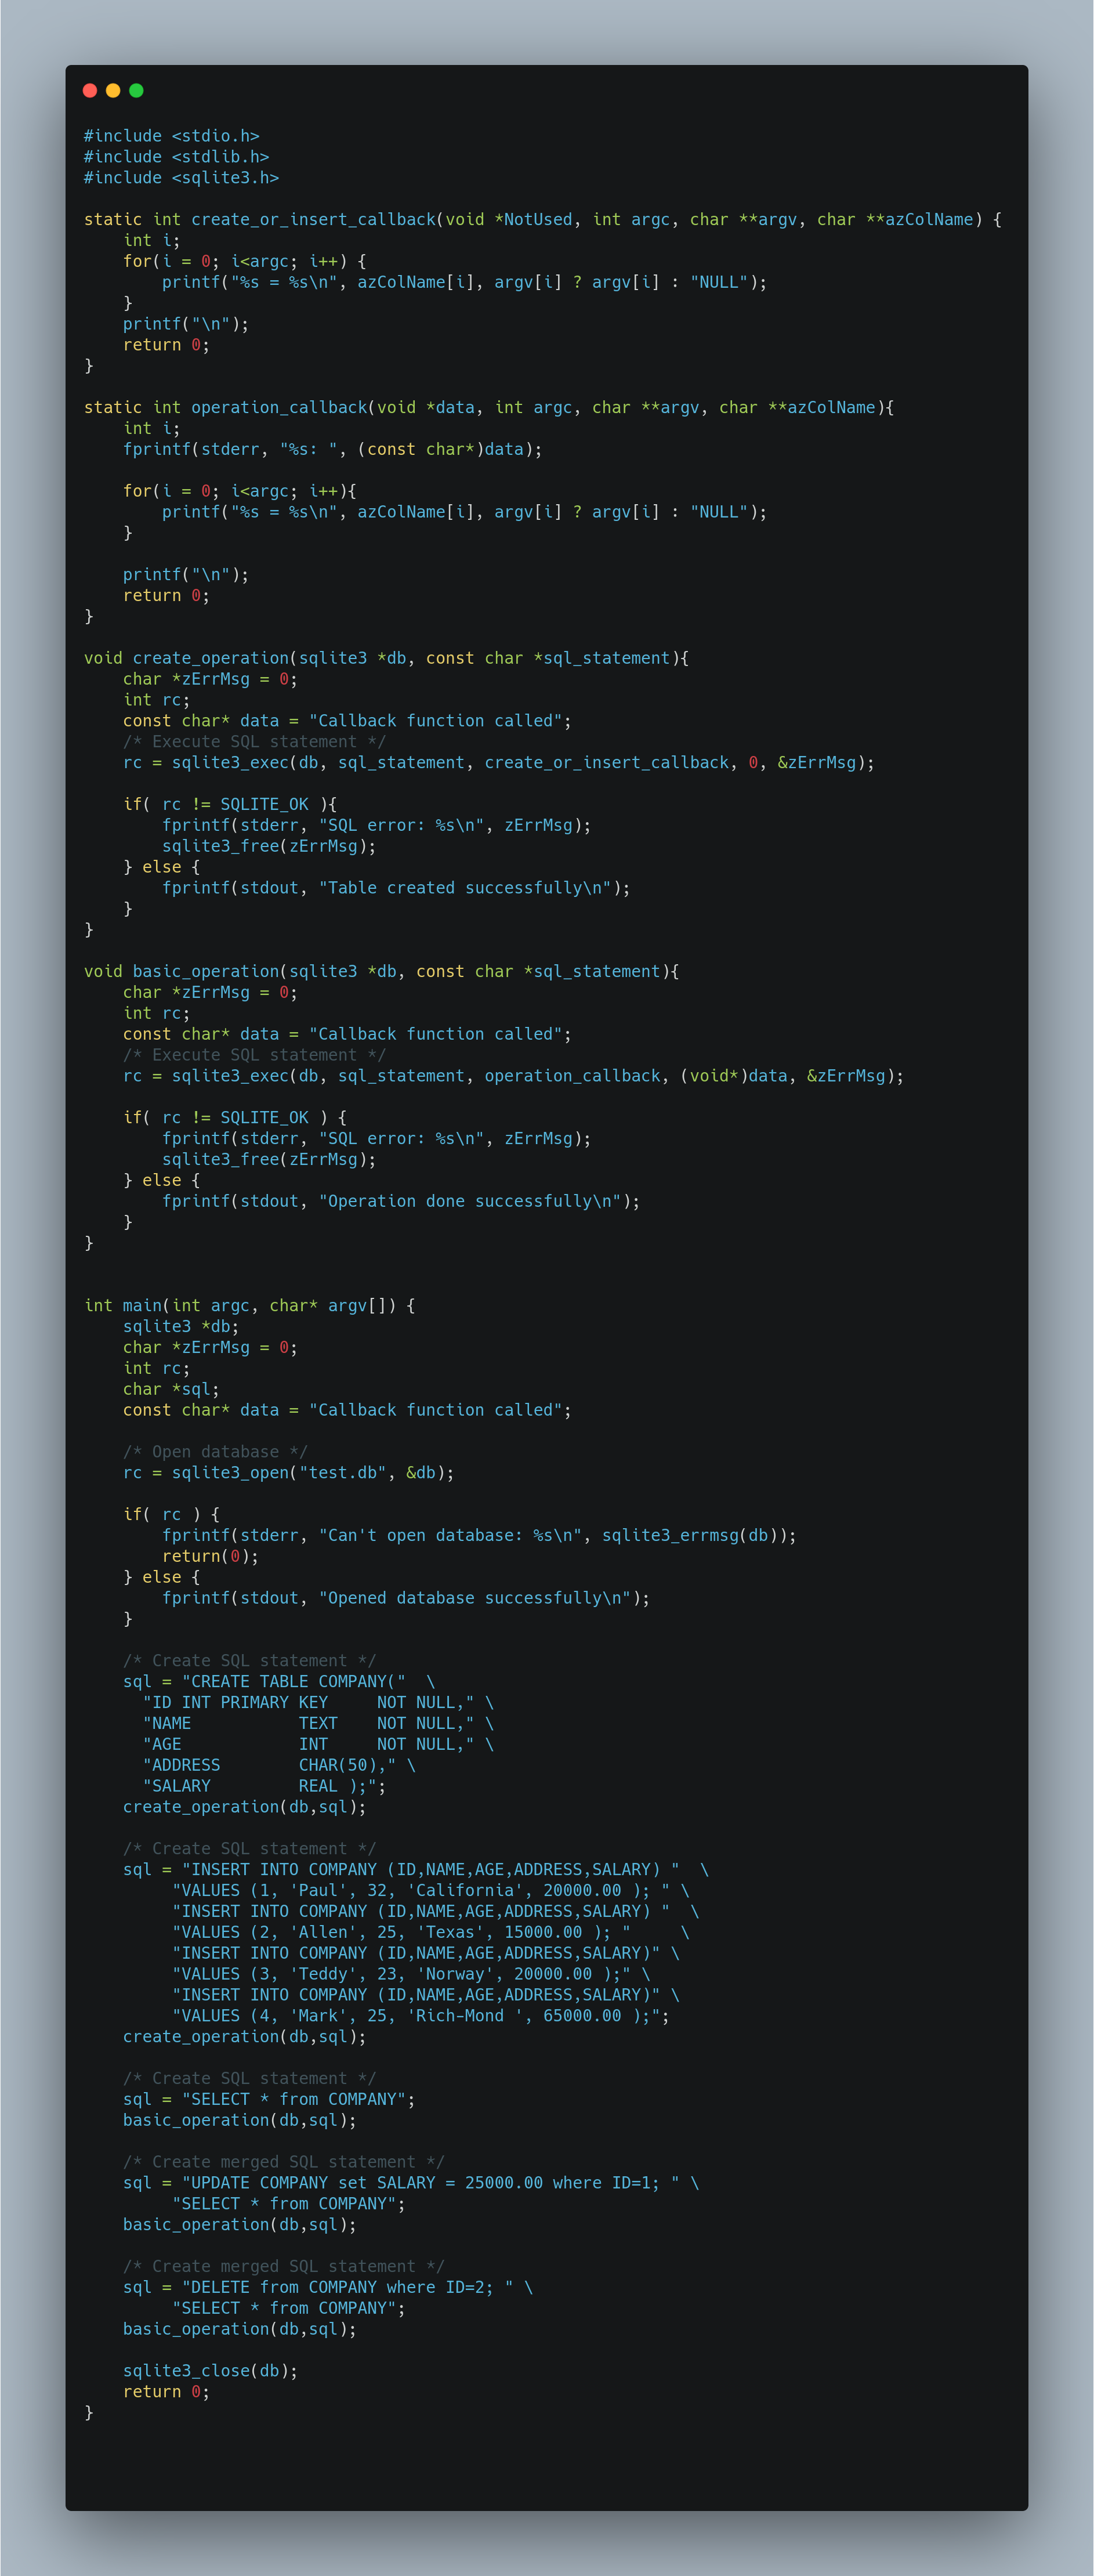 #include <stdio.h>
#include <stdlib.h>
#include <sqlite3.h>

static int create_or_insert_callback(void *NotUsed, int argc, char **argv, char **azColName) {
    int i;
    for(i = 0; i<argc; i++) {
        printf("%s = %s\n", azColName[i], argv[i] ? argv[i] : "NULL");
    }
    printf("\n");
    return 0;
}

static int operation_callback(void *data, int argc, char **argv, char **azColName){
    int i;
    fprintf(stderr, "%s: ", (const char*)data);

    for(i = 0; i<argc; i++){
        printf("%s = %s\n", azColName[i], argv[i] ? argv[i] : "NULL");
    }

    printf("\n");
    return 0;
}

void create_operation(sqlite3 *db, const char *sql_statement){
    char *zErrMsg = 0;
    int rc;
    const char* data = "Callback function called";
    /* Execute SQL statement */
    rc = sqlite3_exec(db, sql_statement, create_or_insert_callback, 0, &zErrMsg);

    if( rc != SQLITE_OK ){
        fprintf(stderr, "SQL error: %s\n", zErrMsg);
        sqlite3_free(zErrMsg);
    } else {
        fprintf(stdout, "Table created successfully\n");
    }
}

void basic_operation(sqlite3 *db, const char *sql_statement){
    char *zErrMsg = 0;
    int rc;
    const char* data = "Callback function called";
    /* Execute SQL statement */
    rc = sqlite3_exec(db, sql_statement, operation_callback, (void*)data, &zErrMsg);

    if( rc != SQLITE_OK ) {
        fprintf(stderr, "SQL error: %s\n", zErrMsg);
        sqlite3_free(zErrMsg);
    } else {
        fprintf(stdout, "Operation done successfully\n");
    }
}


int main(int argc, char* argv[]) {
    sqlite3 *db;
    char *zErrMsg = 0;
    int rc;
    char *sql;
    const char* data = "Callback function called";

    /* Open database */
    rc = sqlite3_open("test.db", &db);

    if( rc ) {
        fprintf(stderr, "Can't open database: %s\n", sqlite3_errmsg(db));
        return(0);
    } else {
        fprintf(stdout, "Opened database successfully\n");
    }

    /* Create SQL statement */
    sql = "CREATE TABLE COMPANY("  \
      "ID INT PRIMARY KEY     NOT NULL," \
      "NAME           TEXT    NOT NULL," \
      "AGE            INT     NOT NULL," \
      "ADDRESS        CHAR(50)," \
      "SALARY         REAL );";
    create_operation(db,sql);

    /* Create SQL statement */
    sql = "INSERT INTO COMPANY (ID,NAME,AGE,ADDRESS,SALARY) "  \
         "VALUES (1, 'Paul', 32, 'California', 20000.00 ); " \
         "INSERT INTO COMPANY (ID,NAME,AGE,ADDRESS,SALARY) "  \
         "VALUES (2, 'Allen', 25, 'Texas', 15000.00 ); "     \
         "INSERT INTO COMPANY (ID,NAME,AGE,ADDRESS,SALARY)" \
         "VALUES (3, 'Teddy', 23, 'Norway', 20000.00 );" \
         "INSERT INTO COMPANY (ID,NAME,AGE,ADDRESS,SALARY)" \
         "VALUES (4, 'Mark', 25, 'Rich-Mond ', 65000.00 );";
    create_operation(db,sql);

    /* Create SQL statement */
    sql = "SELECT * from COMPANY";
    basic_operation(db,sql);

    /* Create merged SQL statement */
    sql = "UPDATE COMPANY set SALARY = 25000.00 where ID=1; " \
         "SELECT * from COMPANY";
    basic_operation(db,sql);

    /* Create merged SQL statement */
    sql = "DELETE from COMPANY where ID=2; " \
         "SELECT * from COMPANY";
    basic_operation(db,sql);

    sqlite3_close(db);
    return 0;
}